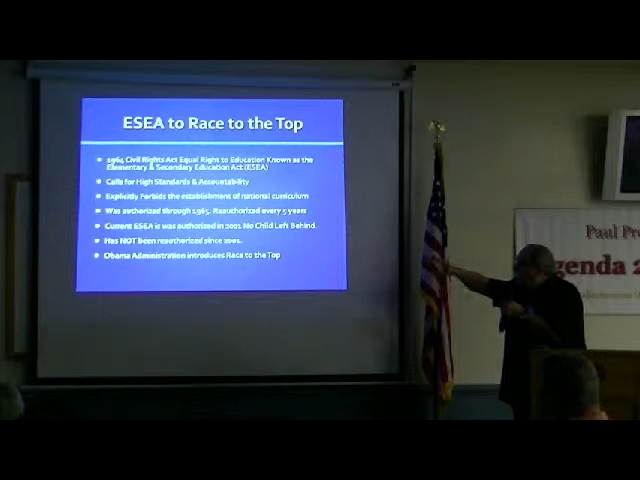 ESEA to Race to the Top
1964 Civil Rights Act Equal Right to Education Known as the
Elementary & Secondary Education Act (ESEA)
Calls for High Standards & Accountability
Explicitly Forbids the establishment of national curriculum
Was authorized through 1965. Reauthorized every 5 years
Current ESEA is was authorized in 2001 No Child Left Behind.
Has NOT been reauthorized since 2001.
Obama Administration introduces Race to the Top
Paul Pre
genda 2